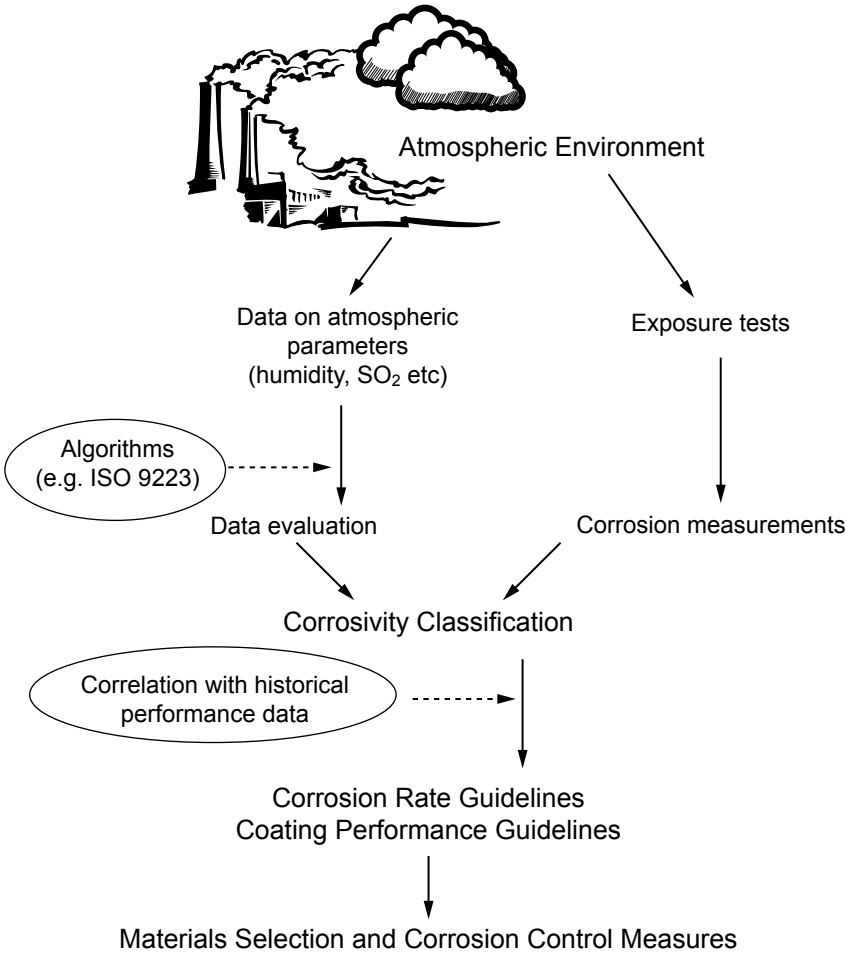 Atmospheric Environment
Data on atmospheric
parameters
(humidity, SO₂ etc)
Exposure tests
Algorithms
(e.g. ISO 9223)
Data evaluation
Corrosion measurements
Corrosivity Classification
Correlation with historical
performance data
Corrosion Rate Guidelines
Coating Performance Guidelines
Materials Selection and Corrosion Control Measures